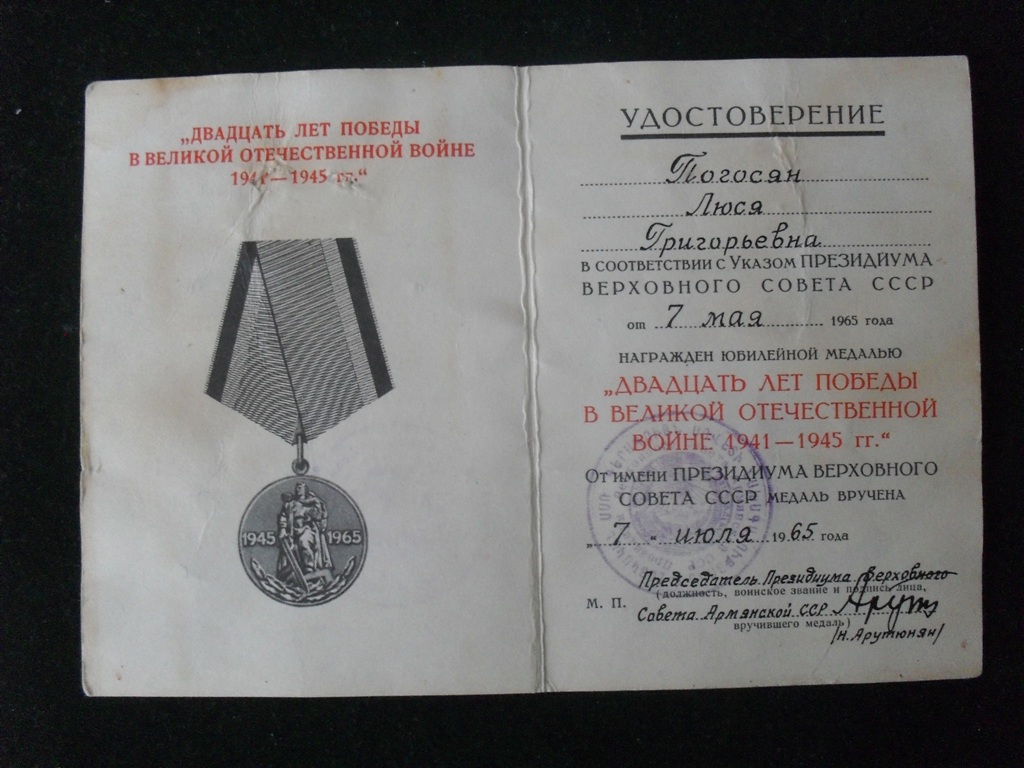 „ДВАДЦАТЬ ЛЕТ ПОБЕДЫ
В ВЕЛИКОЙ ОТЕЧЕСТВЕННОЙ ВОЙНЕ
1941—1945 гг.“
1945 1965
УДОСТОВЕРЕНИЕ
Погосян
Люся
Григорьевна
В СООТВЕТСТВИИ С УКАЗОМ ПРЕЗИДИУМА
ВЕРХОВНОГО СОВЕТА СССР
от 7 мая 1965 года
НАГРАЖДЕН ЮБИЛЕЙНОЙ МЕДАЛЬЮ
„ДВАДЦАТЬ ЛЕТ ПОБЕДЫ
В ВЕЛИКОЙ ОТЕЧЕСТВЕННОЙ
ВОЙНЕ 1941—1945 гг.“
ОТ ИМЕНИ ПРЕЗИДИУМА ВЕРХОВНОГО
СОВЕТА СССР МЕДАЛЬ ВРУЧЕНА
„7 " июля 1965 года
Председатель Президиума Верховного
(должность, воинское звание и подпись лица,
М. П.
Совета Армянской ССР
вручившего медаль)
/Н. Арутюнян/